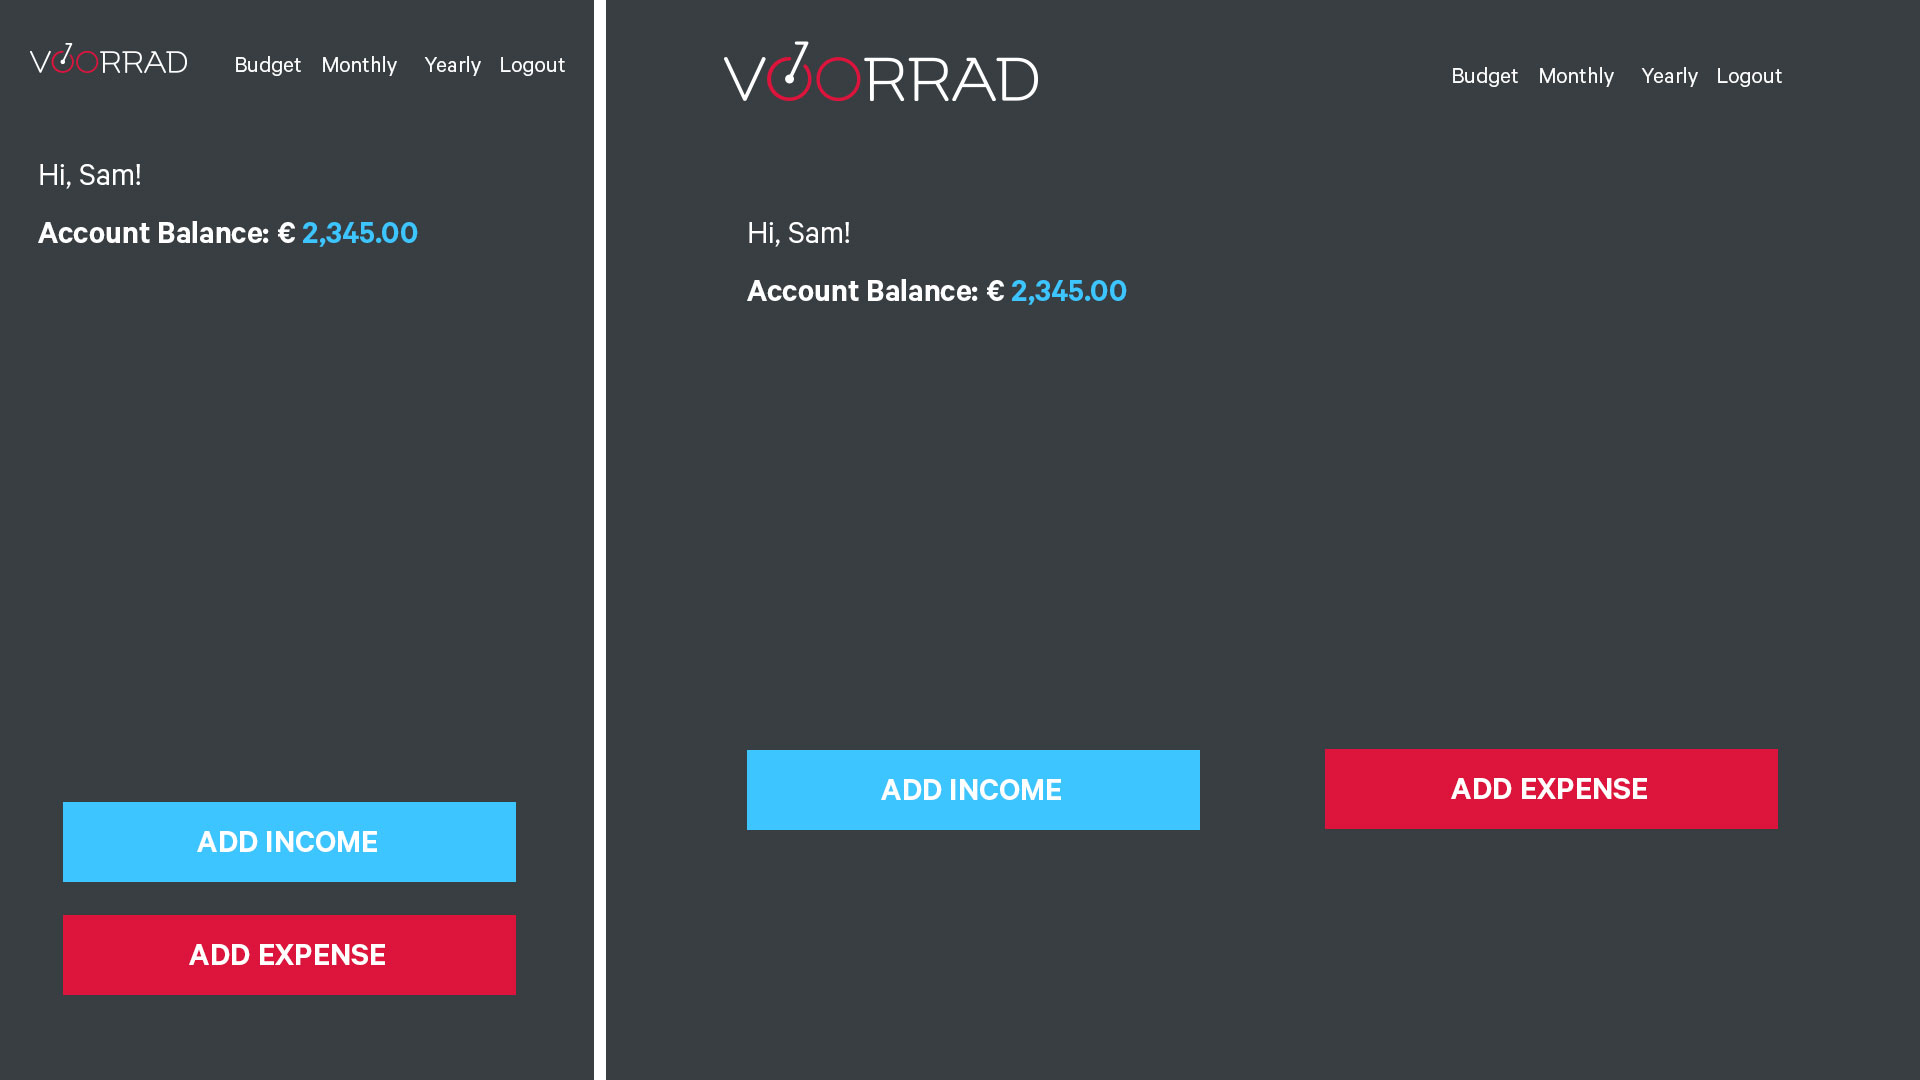 VOORRAD
Budget Monthly Yearly Logout
Hi, Sam!
Account Balance: € 2,345.00
ADD INCOME
ADD EXPENSE
VOORRAD
Budget Monthly Yearly Logout
Hi, Sam!
Account Balance: € 2,345.00
ADD INCOME
ADD EXPENSE